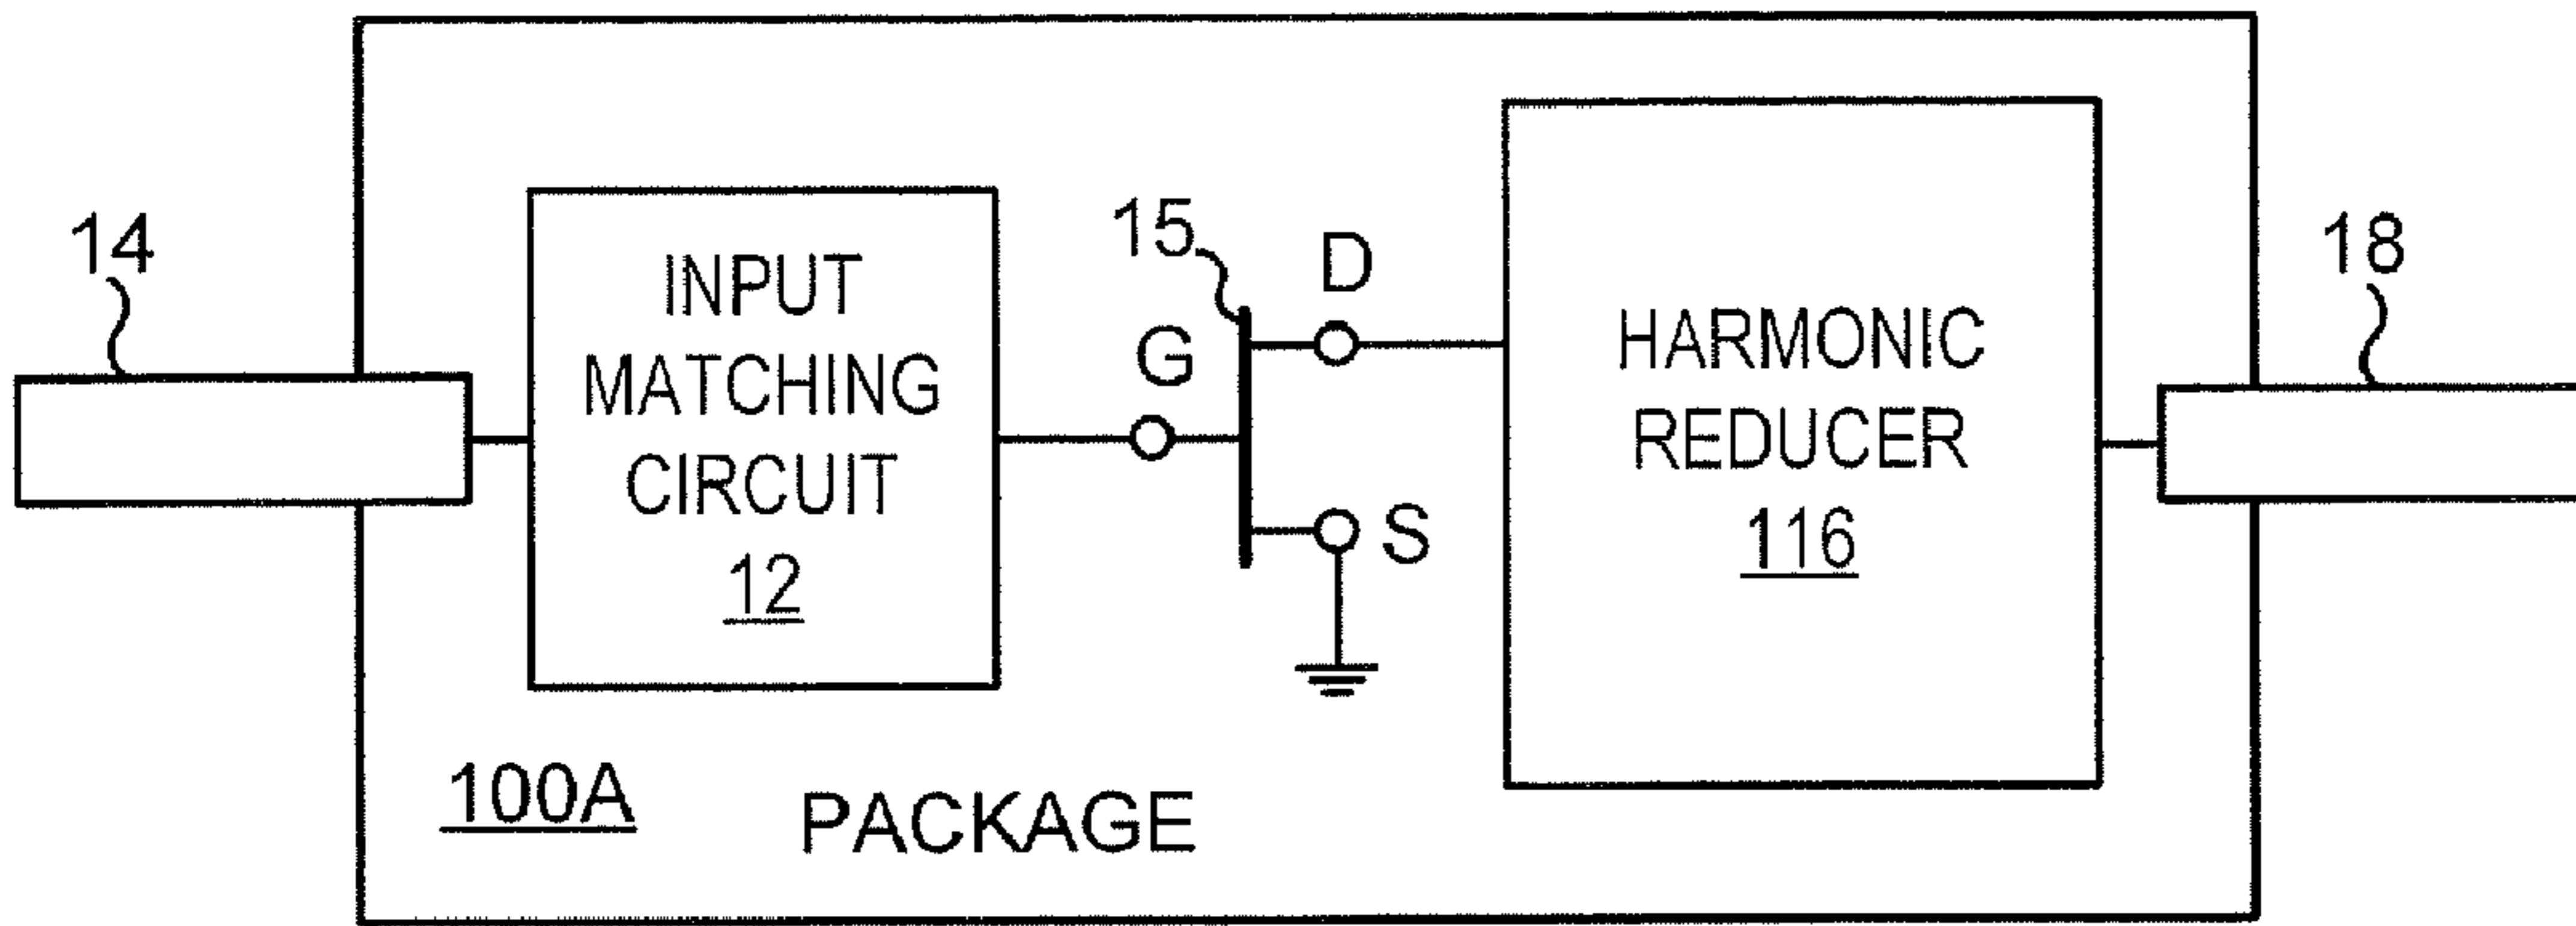 14
INPUT
MATCHING
CIRCUIT
12
15
D
G
S
HARMONIC
REDUCER
116
18
100A
PACKAGE